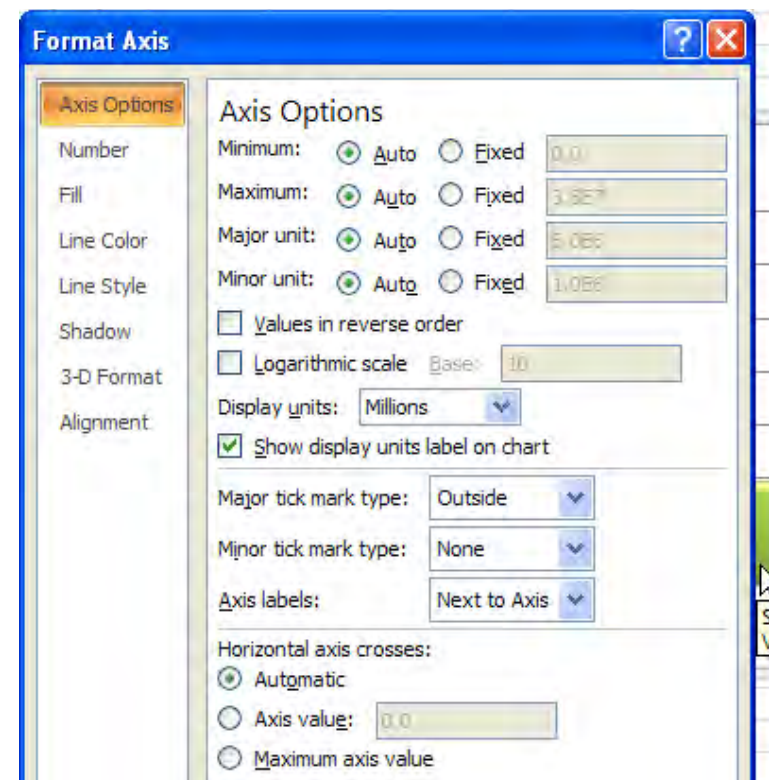 Format Axis
Axis Options
Number
Fill
Line Color
Line Style
Shadow
3-D Format
Alignment
Axis Options
Minimum: Auto Fixed 0.0
Maximum: Auto Fixed
Major unit: Auto Fixed
Minor unit: Auto Fixed
Values in reverse order
Logarithmic scale Base: 10
Display units: Millions
Show display units label on chart
Major tick mark type: Outside
Minor tick mark type: None
Axis labels: Next to Axis
Horizontal axis crosses:
Automatic
Axis value: 0.0
Maximum axis value